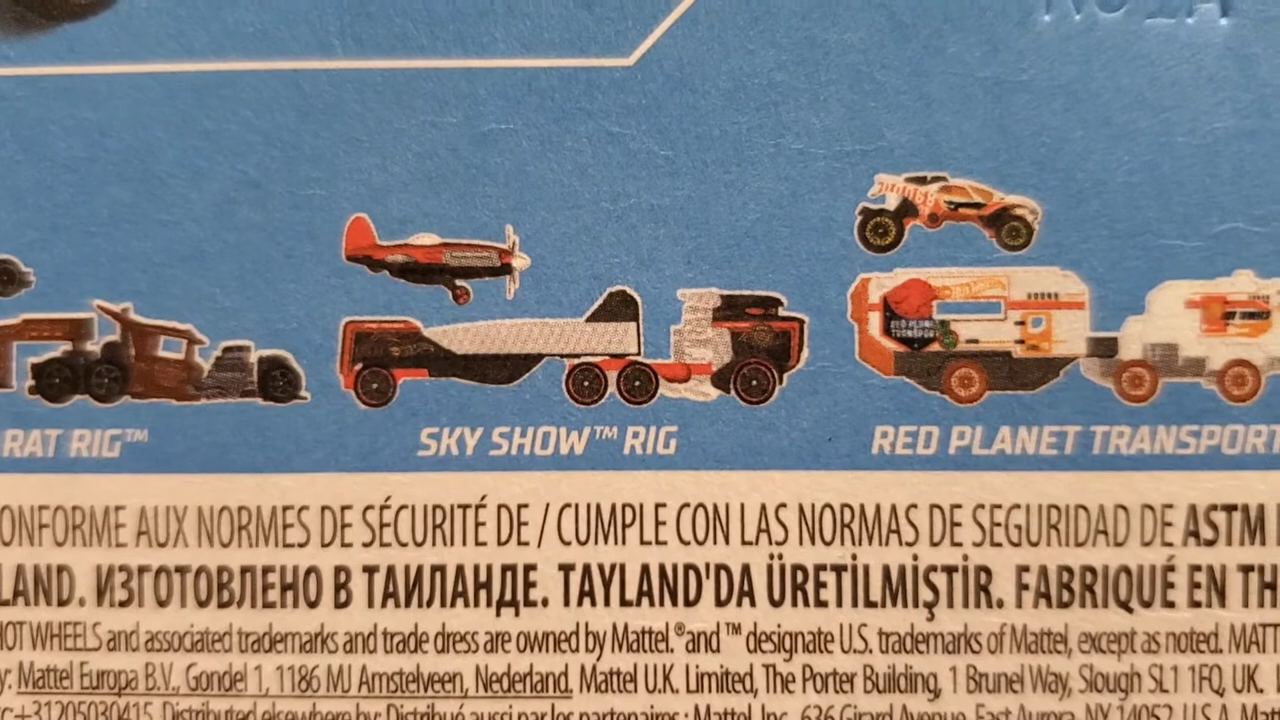 RAT RIG™
SKY SHOW™ RIG
RED PLANET TRANSPORT
RED PLANET
TRANSPORT
ONFORME AUX NORMES DE SÉCURITÉ DE / CUMPLE CON LAS NORMAS DE SEGURIDAD DE ASTM
LAND. ИЗГОТОВЛЕНО В ТАИЛАНДЕ. TAYLAND'DA ÜRETİLMİŞTİR. FABRIQUÉ EN TH
HOT WHEELS and associated trademarks and trade dress are owned by Mattel. ®and ™ designate U.S. trademarks of Mattel, except as noted. MATT
y: Mattel Europa B.V., Gondel 1, 1186 MJ Amstelveen, Nederland. Mattel U.K. Limited, The Porter Building, 1 Brunel Way, Slough SL1 1FQ, UK.
+31205030415. Distributed elsewhere by: Distribué aussi par les partenaires : Mattel, Inc., 636 Girard Avenue, East Aurora, NY 14052, U.S.A. Mat